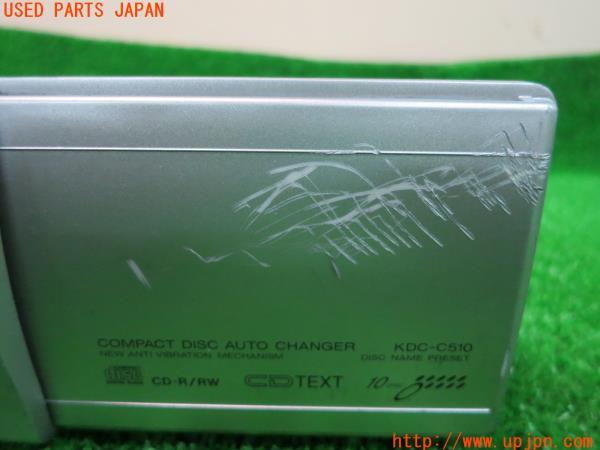 USED PARTS JAPAN
COMPACT DISC AUTO CHANGER KDC-C510
NEW ANTI VIBRATION MECHANISM DISC NAME PRESET
CD-R/RW CD TEXT 10
http://www.upjpn.com/